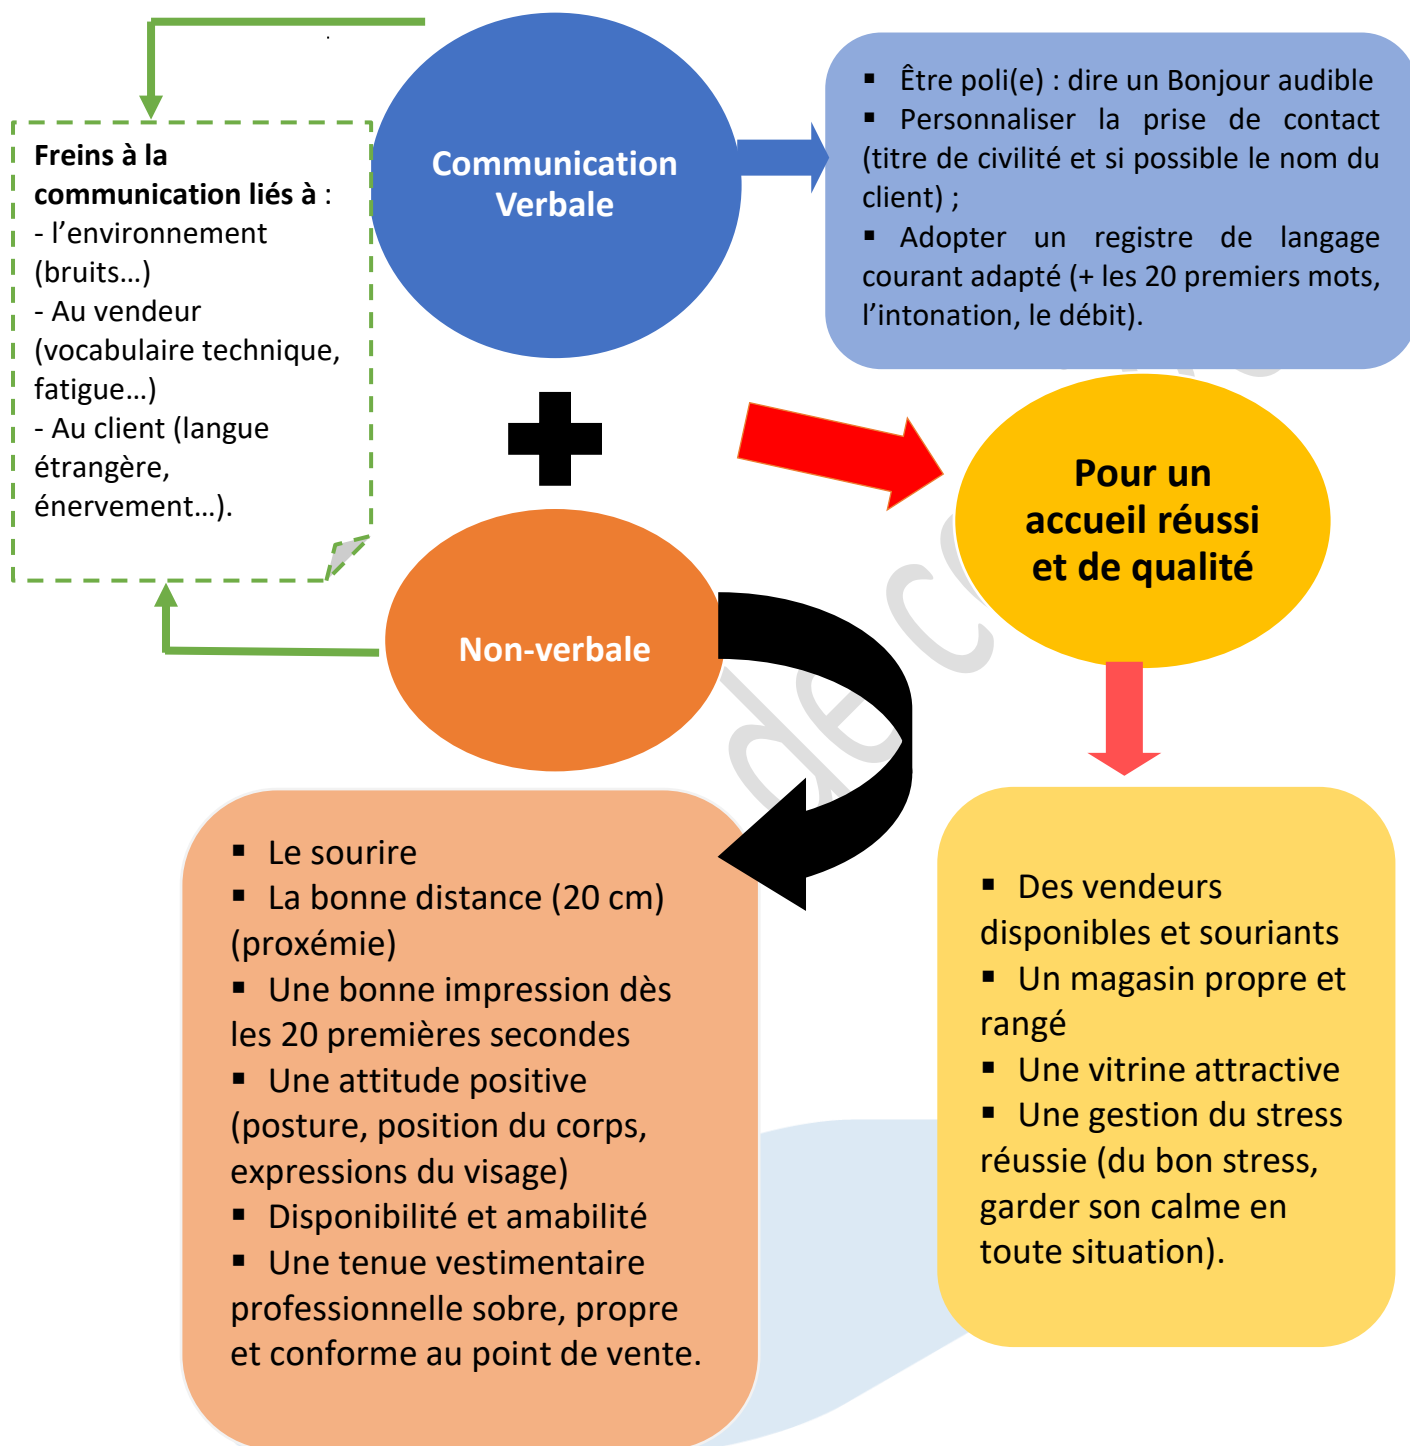 Freins à la
communication liés à :
- l’environnement
(bruits…)
- Au vendeur
(vocabulaire technique,
fatigue…)
- Au client (langue
étrangère,
énervement…).
Communication
Verbale
▪ Être poli(e) : dire un Bonjour audible
▪ Personnaliser la prise de contact
(titre de civilité et si possible le nom du
client) ;
▪ Adopter un registre de langage
courant adapté (+ les 20 premiers mots,
l’intonation, le débit).
Pour un
accueil réussi
et de qualité
Non-verbale
▪ Le sourire
▪ La bonne distance (20 cm)
(proxémie)
▪ Une bonne impression dès
les 20 premières secondes
▪ Une attitude positive
(posture, position du corps,
expressions du visage)
▪ Disponibilité et amabilité
▪ Une tenue vestimentaire
professionnelle sobre, propre
et conforme au point de vente.
▪ Des vendeurs
disponibles et souriants
▪ Un magasin propre et
rangé
▪ Une vitrine attractive
▪ Une gestion du stress
réussie (du bon stress,
garder son calme en
toute situation).
de